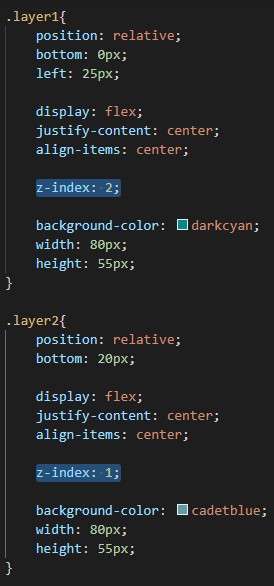 .layer1{
position: relative;
bottom: 0px;
left: 25px;
display: flex;
justify-content: center;
align-items: center;
z-index: 2;
background-color: darkcyan;
width: 80px;
height: 55px;
}
.layer2{
position: relative;
bottom: 20px;
display: flex;
justify-content: center;
align-items: center;
z-index: 1;
background-color: cadetblue;
width: 80px;
height: 55px;
}